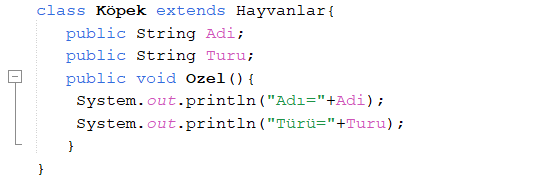 class Köpek extends Hayvanlar{
public String Adi;
public String Turu;
public void Ozel(){
System.out.println("Adı="+Adi);
System.out.println("Türü="+Turu);
}
}